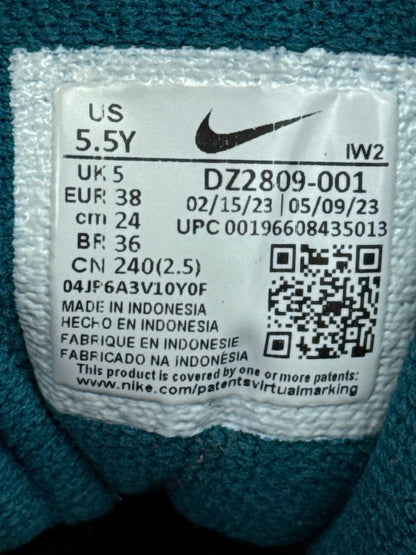 US
5.5Y
IW2
UK 5
EUR 38
cm 24
BR 36
CN 240(2.5)
DZ2809-001
02/15/23 | 05/09/23
UPC 00196608435013
04JP6A3V10Y0F
MADE IN INDONESIA
HECHO EN INDONESIE
FABRIQUE EN INDONESIE
FABRICADO NA INDONÉSIA
This product is covered by one or more patents:
www.nike.com/patentsvirtualmarking